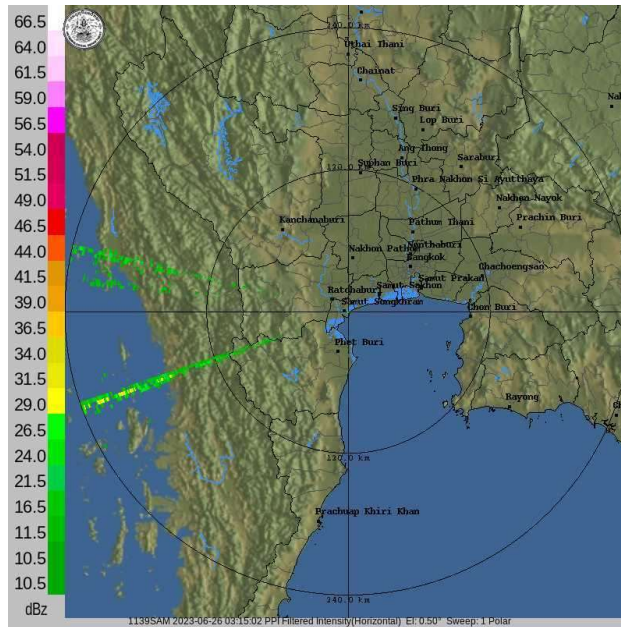 66.5
64.0
61.5
59.0
56.5
54.0
51.5
49.0
46.5
44.0
41.5
39.0
36.5
34.0
31.5
29.0
26.5
24.0
21.5
16.5
11.5
10.5
10.5
dBz
240.0 km
Uthai Thani
Chainat
Sing Buri
Lop Buri
Ang Thong
120.0 km
Suphan Buri
Saraburi
Phra Nakhon Si Ayutthaya
Nakhon Nayok
Kanchanaburi
Pathum Thani
Prachin Buri
Nonthaburi
Nakhon Pathom
Bangkok
Chachoengsao
Samut Prakan
Samut Sakhon
Ratchaburi
Samut Songkhram
Chon Buri
Phet Buri
Rayong
120.0 km
Prachuap Khiri Khan
240.0 km
1139SAM 2023-06-26 03:15:02 PPI Filtered Intensity(Horizontal) El: 0.50° Sweep: 1 Polar